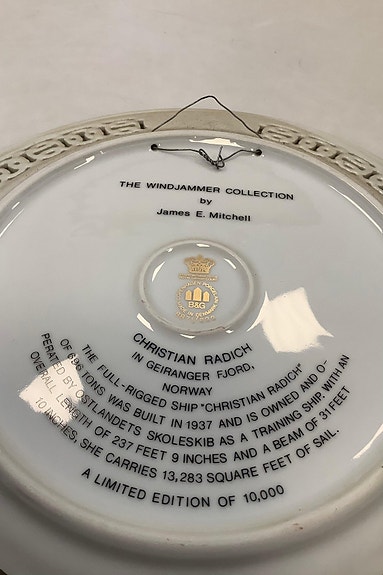 THE WINDJAMMER COLLECTION
by
James E. Mitchell
B&G
CHRISTIAN RADICH
IN GEIRANGER FJORD,
NORWAY
THE FULL-RIGGED SHIP "CHRISTIAN RADICH"
OF 696 TONS WAS BUILT IN 1937 AND IS OWNED AND O-
PERATED BY OSTLANDETS SKOLESKIB AS A TRAINING SHIP. WITH AN
OVERALL LENGTH OF 237 FEET 9 INCHES AND A BEAM OF 31 FEET
10 INCHES, SHE CARRIES 13,283 SQUARE FEET OF SAIL.
A LIMITED EDITION OF 10,000